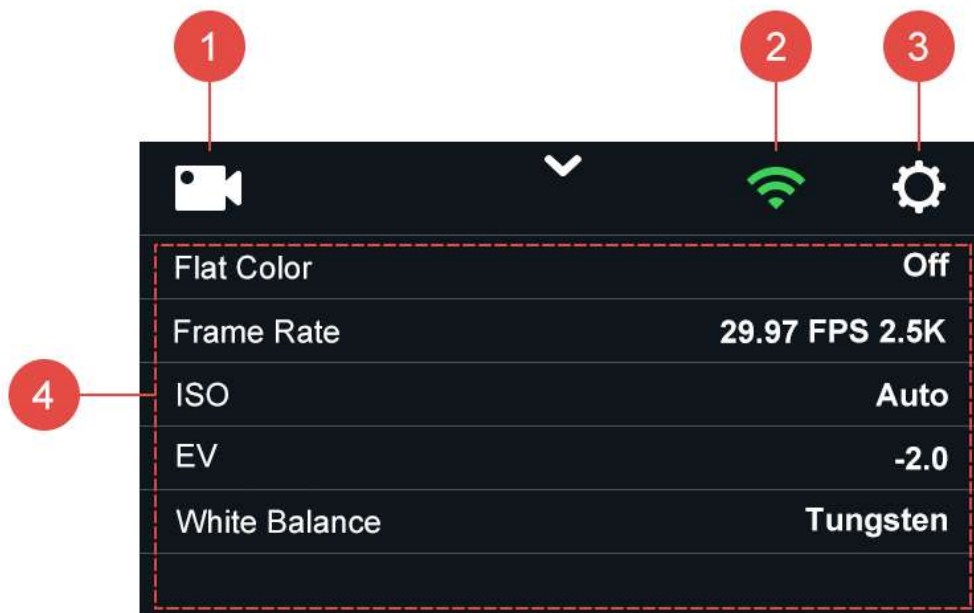 1 2 3
Flat Color Off
Frame Rate 29.97 FPS 2.5K
4
ISO Auto
EV -2.0
White Balance Tungsten